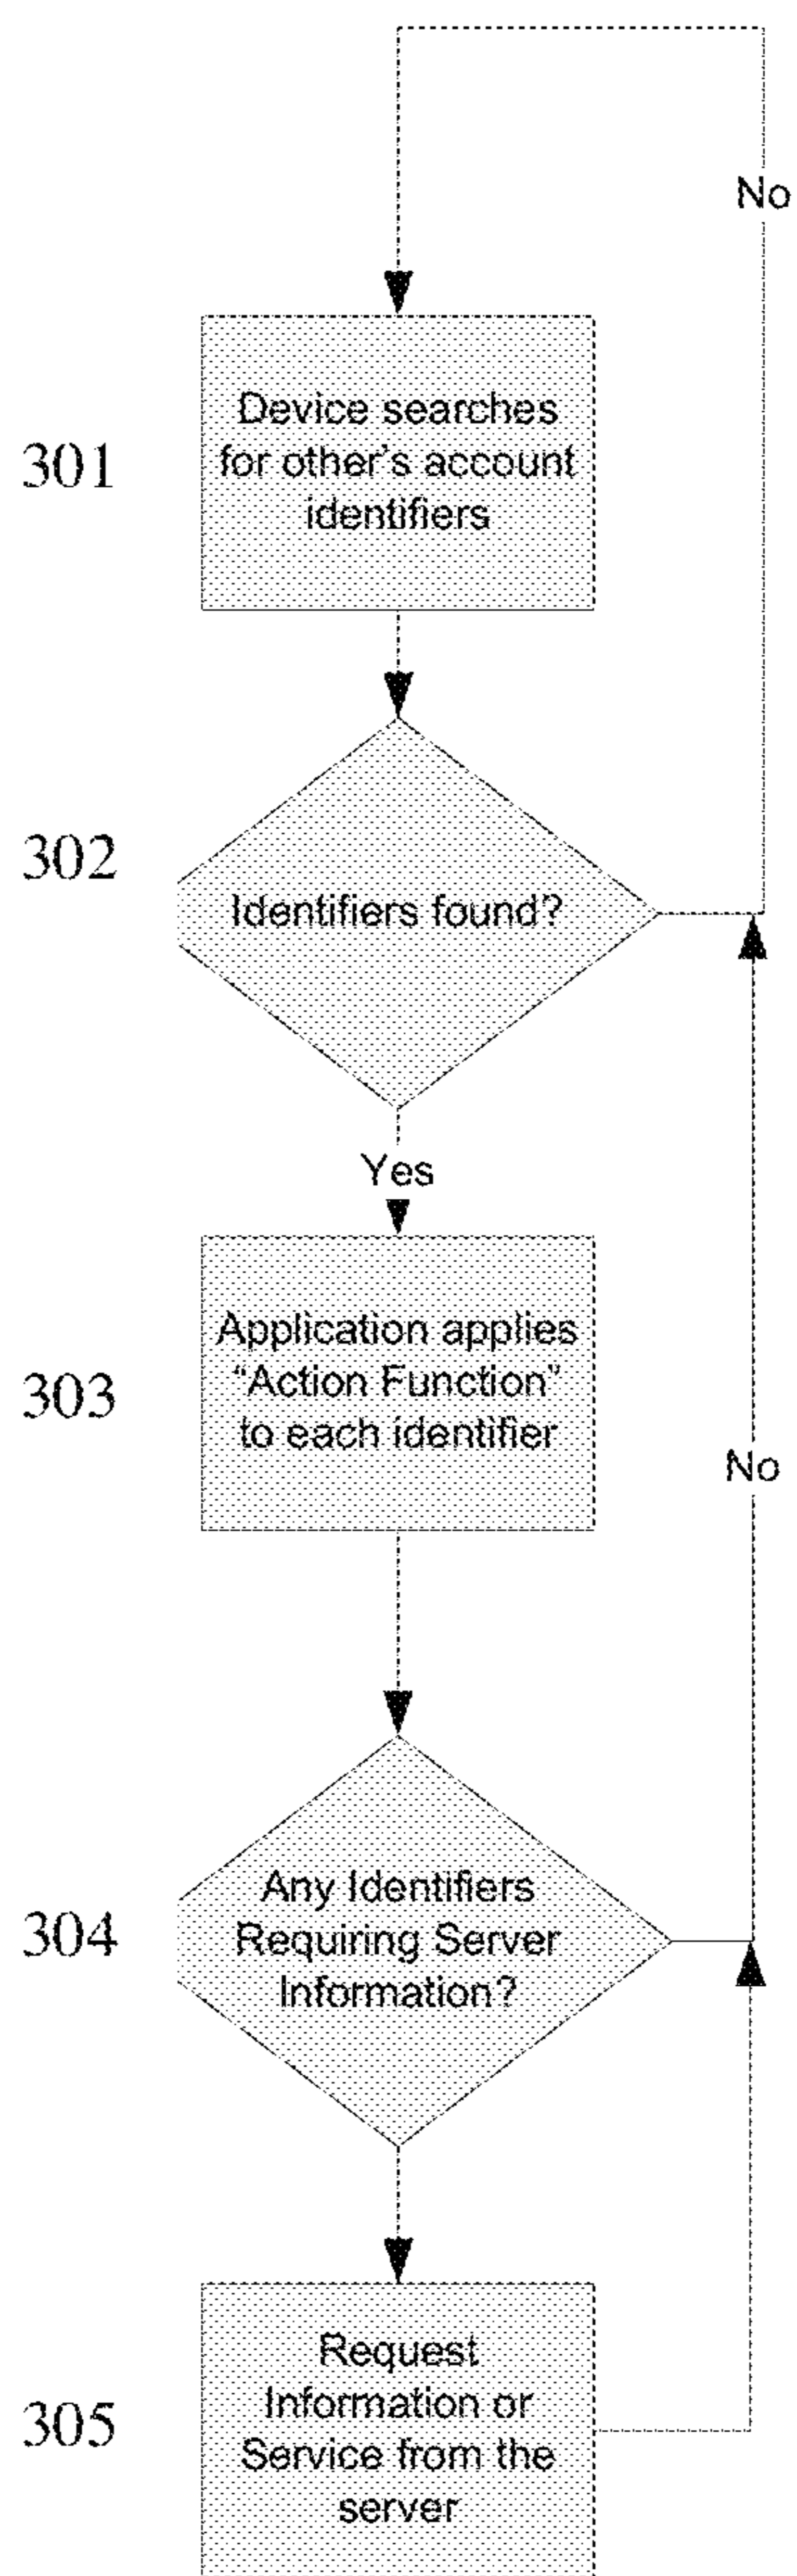 No
301
Device searches
for other's account
identifiers
302
Identifiers found?
Yes
303
Application applies
“Action Function”
to each identifier
No
304
Any Identifiers
Requiring Server
Information?
305
Request
Information or
Service from the
server